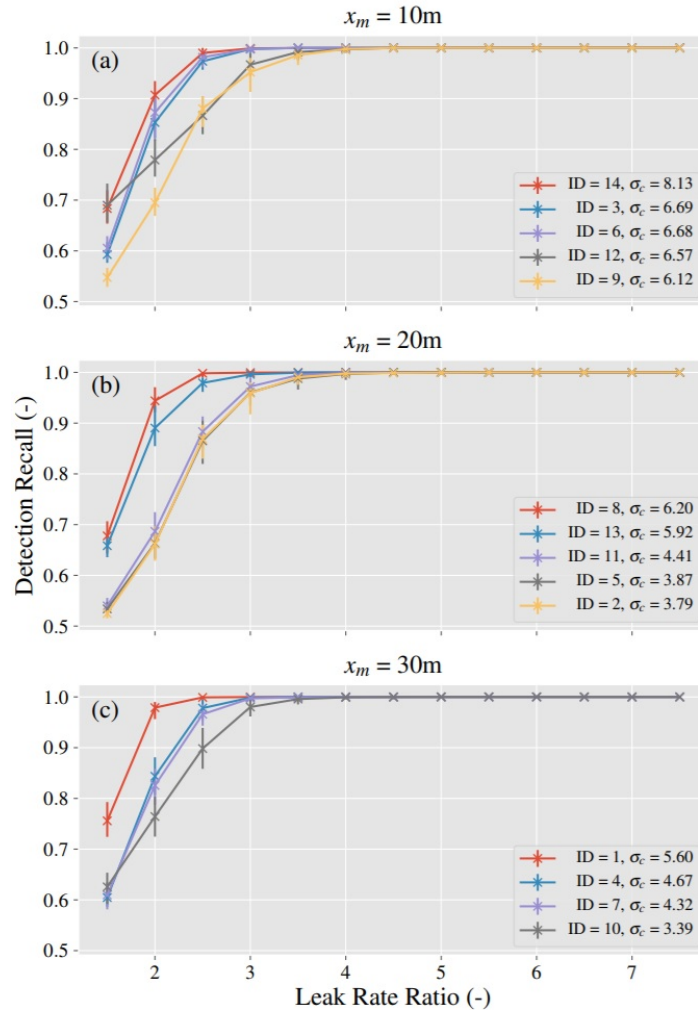 x_m = 10m
(a)
1.0
0.9
0.8
0.7
0.6
0.5
ID = 14, σ_c = 8.13
ID = 3, σ_c = 6.69
ID = 6, σ_c = 6.68
ID = 12, σ_c = 6.57
ID = 9, σ_c = 6.12
x_m = 20m
(b)
1.0
0.9
0.8
0.7
0.6
0.5
ID = 8, σ_c = 6.20
ID = 13, σ_c = 5.92
ID = 11, σ_c = 4.41
ID = 5, σ_c = 3.87
ID = 2, σ_c = 3.79
Detection Recall (-)
x_m = 30m
(c)
1.0
0.9
0.8
0.7
0.6
0.5
ID = 1, σ_c = 5.60
ID = 4, σ_c = 4.67
ID = 7, σ_c = 4.32
ID = 10, σ_c = 3.39
2 3 4 5 6 7
Leak Rate Ratio (-)